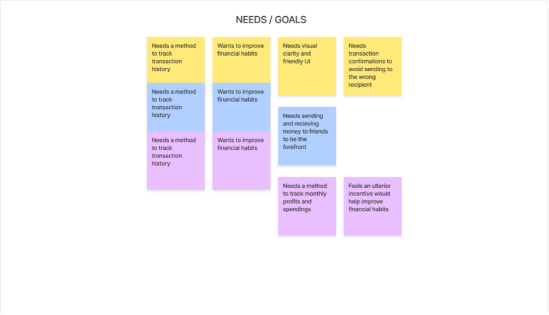 NEEDS / GOALS
Needs a method
to track
transaction
history
Wants to improve
financial habits
Needs visual
clarity and
friendly UI
Needs
transaction
confirmations to
avoid sending to
the wrong
recipient
Needs a method
to track
transaction
history
Wants to improve
financial habits
Needs sending
and recieving
money to friends
to be the
forefront
Needs a method
to track
transaction
history
Wants to improve
financial habits
Needs a method
to track monthly
profits and
spendings
Feels an ulterior
incentive would
help improve
financial habits